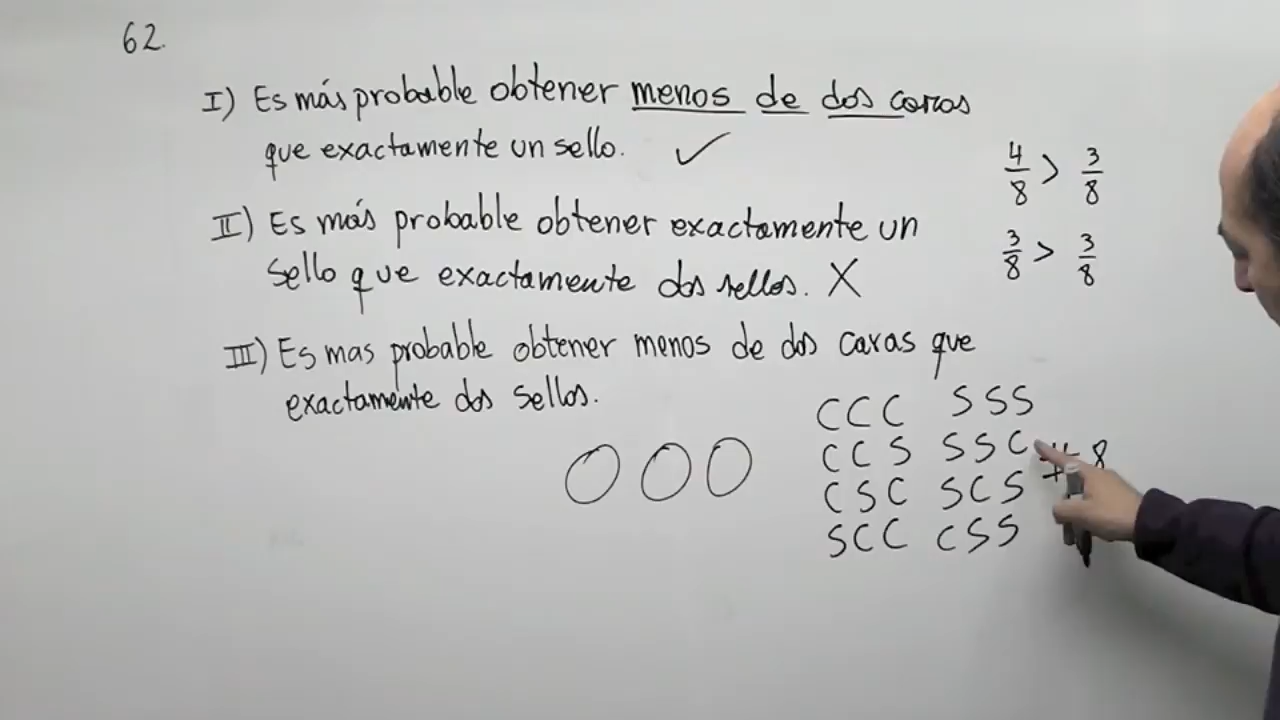 62.
I) Es más probable obtener menos de dos caras
que exactamente un sello. ✓
4/8 > 3/8
II) Es más probable obtener exactamente un
sello que exactamente dos sellos. X
3/8 > 3/8
III) Es mas probable obtener menos de dos caras que
exactamente dos sellos.
CCC SSS
CCS SSC # 8
CSC SCS
SCC CSS